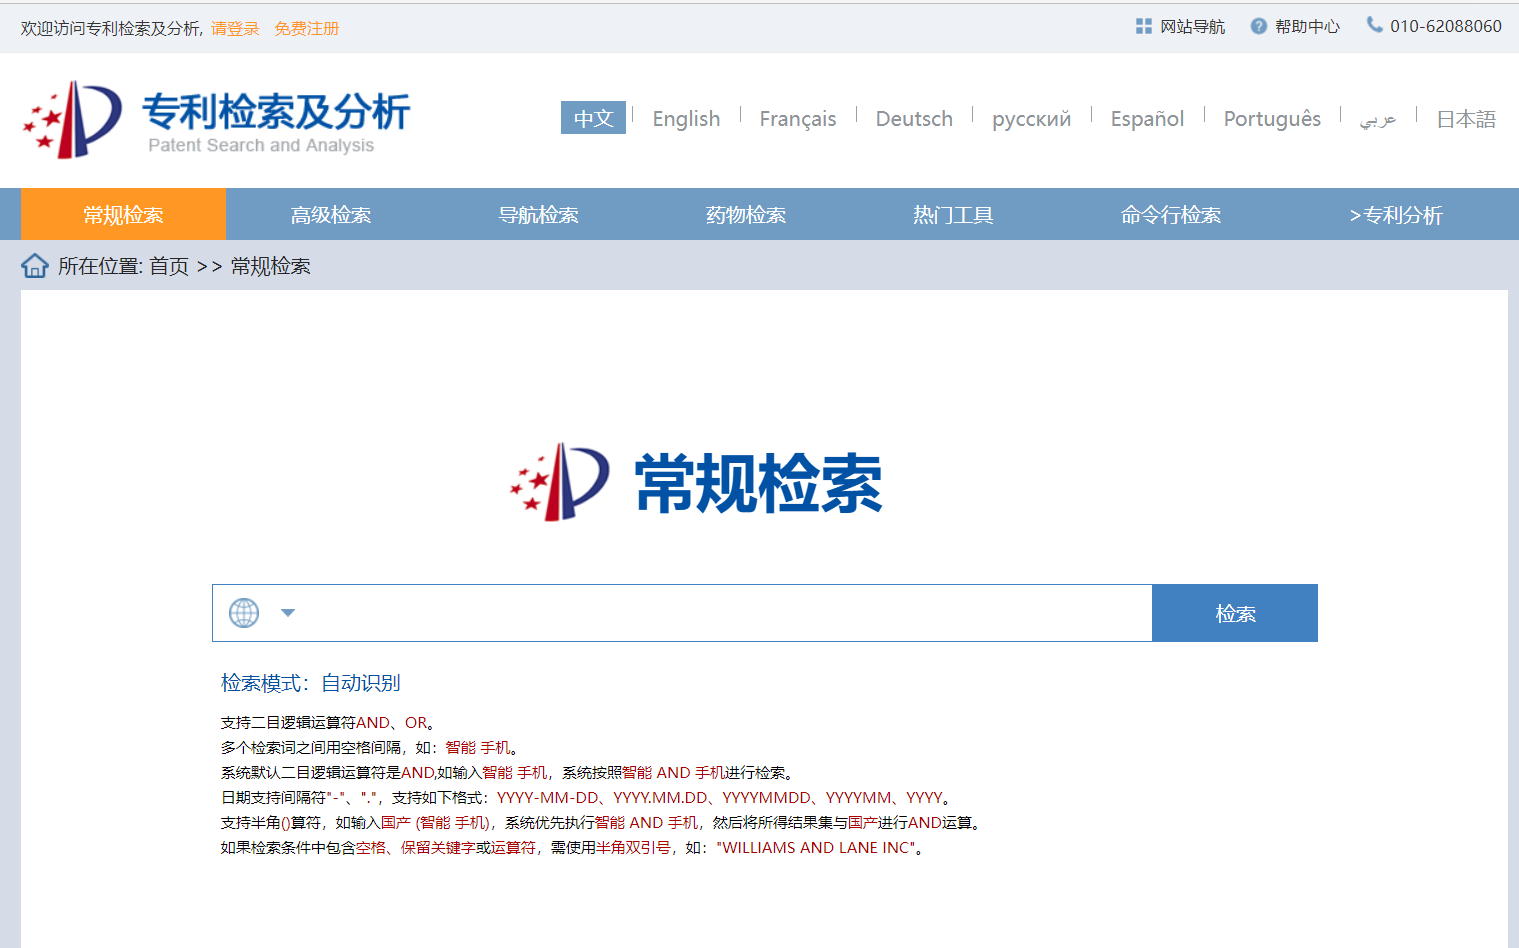 欢迎访问专利检索及分析, 请登录 免费注册
网站导航 帮助中心 010-62088060
专利检索及分析
Patent Search and Analysis
中文 English Français Deutsch русский Español Português عربي 日本語
常规检索 高级检索 导航检索 药物检索 热门工具 命令行检索 >专利分析
所在位置: 首页 >> 常规检索
常规检索
检索
检索模式：自动识别
支持二目逻辑运算符AND、OR。
多个检索词之间用空格间隔，如：智能 手机。
系统默认二目逻辑运算符是AND,如输入智能 手机，系统按照智能 AND 手机进行检索。
日期支持间隔符"-"、"."，支持如下格式：YYYY-MM-DD、YYYY.MM.DD、YYYYMMDD、YYYYMM、YYYY。
支持半角()算符，如输入国产 (智能 手机)，系统优先执行智能 AND 手机，然后将所得结果集与国产进行AND运算。
如果检索条件中包含空格、保留关键字或运算符，需使用半角双引号，如："WILLIAMS AND LANE INC"。